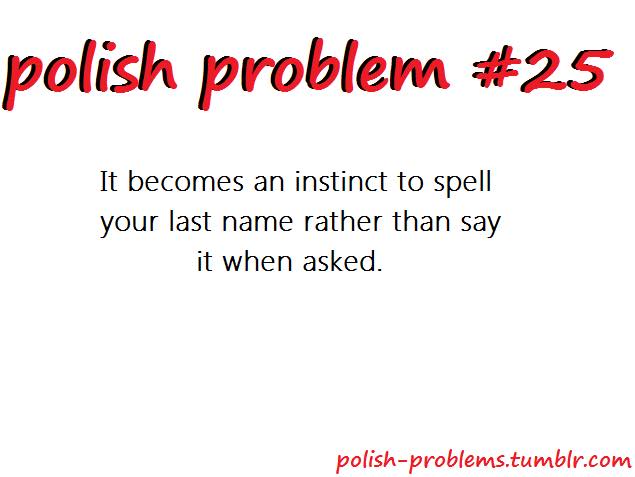 polish problem #25
It becomes an instinct to spell
your last name rather than say
it when asked.
polish-problems.tumblr.com